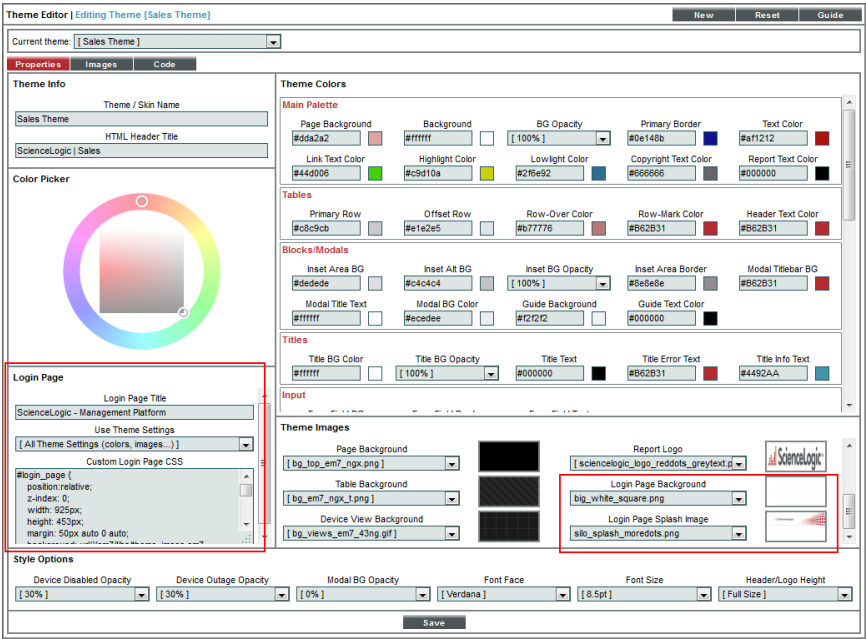 Theme Editor | Editing Theme [Sales Theme]
New Reset Guide
Current theme: [ Sales Theme ]
Properties Images Code
Theme Info
Theme / Skin Name
Sales Theme
HTML Header Title
ScienceLogic | Sales
Color Picker
Login Page
Login Page Title
ScienceLogic - Management Platform
Use Theme Settings
[ All Theme Settings (colors, images...) ]
Custom Login Page CSS
#login_page {
position:relative;
z-index: 0;
width: 925px;
height: 453px;
margin: 50px auto 0 auto;
Theme Colors
Main Palette
Page Background Background BG Opacity Primary Border Text Color
#dda2a2 #ffffff [ 100% ] #0e148b #af1212
Link Text Color Highlight Color Lowlight Color Copyright Text Color Report Text Color
#44d006 #c9d10a #2f6e92 #666666 #000000
Tables
Primary Row Offset Row Row-Over Color Row-Mark Color Header Text Color
#c8c9cb #e1e2e5 #b77776 #B62B31 #B62B31
Blocks/Modals
Inset Area BG Inset Alt BG Inset BG Opacity Inset Area Border Modal Titlebar BG
#dedede #c4c4c4 [ 100% ] #8e8e8e #B62B31
Modal Title Text Modal BG Color Guide Background Guide Text Color
#ffffff #ecedee #f2f2f2 #000000
Titles
Title BG Color Title BG Opacity Title Text Title Error Text Title Info Text
#ffffff [ 100% ] #000000 #B62B31 #4492AA
Input
Theme Images
Page Background Report Logo
[ bg_top_em7_ngx.png ] [ sciencelogic_logo_reddots_greytext.p ScienceLogic
Table Background Login Page Background
[ bg_em7_ngx_t.png ] big_white_square.png
Device View Background Login Page Splash Image
[ bg_views_em7_43ng.gif ] silo_splash_moredots.png
Style Options
Device Disabled Opacity Device Outage Opacity Modal BG Opacity Font Face Font Size Header/Logo Height
[ 30% ] [ 30% ] [ 0% ] [ Verdana ] [ 8.5pt ] [ Full Size ]
Save